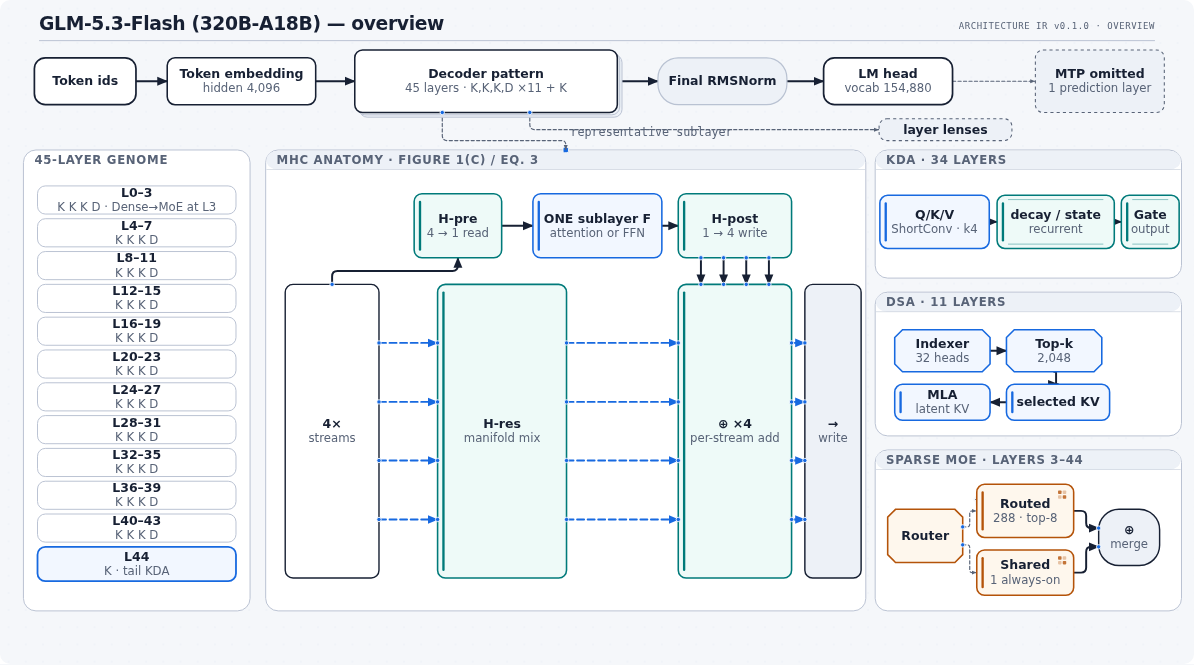 GLM-5.3-Flash (320B-A18B) — overview
ARCHITECTURE IR v0.1.0 · OVERVIEW
Token ids
Token embedding
hidden 4,096
Decoder pattern
45 layers · K,K,K,D ×11 + K
Final RMSNorm
LM head
vocab 154,880
MTP omitted
1 prediction layer
representative sublayer
layer lenses
45-LAYER GENOME
L0–3
K K K D · Dense→MoE at L3
L4–7
K K K D
L8–11
K K K D
L12–15
K K K D
L16–19
K K K D
L20–23
K K K D
L24–27
K K K D
L28–31
K K K D
L32–35
K K K D
L36–39
K K K D
L40–43
K K K D
L44
K · tail KDA
MHC ANATOMY · FIGURE 1(C) / EQ. 3
H-pre
4 → 1 read
ONE sublayer F
attention or FFN
H-post
1 → 4 write
4×
streams
H-res
manifold mix
⊕ ×4
per-stream add
→
write
KDA · 34 LAYERS
Q/K/V
ShortConv · k4
decay / state
recurrent
Gate
output
DSA · 11 LAYERS
Indexer
32 heads
Top-k
2,048
MLA
latent KV
selected KV
SPARSE MOE · LAYERS 3–44
Router
Routed
288 · top-8
Shared
1 always-on
⊕
merge